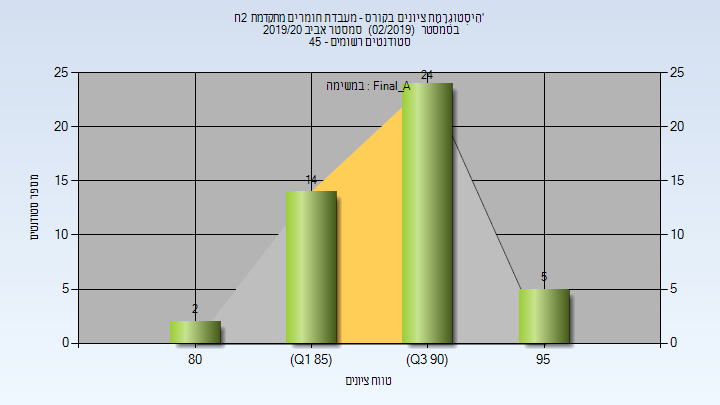 היסטוגרמת ציונים בקורס - מעבדת חומרים מתקדמת 2ח'
בסמסטר (02/2019) סמסטר אביב 2019/20
סטודנטים רשומים - 45
במשימה : Final_A
25
20
15
10
5
0
25
20
15
10
5
0
מספר סטודנטים
2
14
24
5
80
(Q1 85)
(Q3 90)
95
טווח ציונים